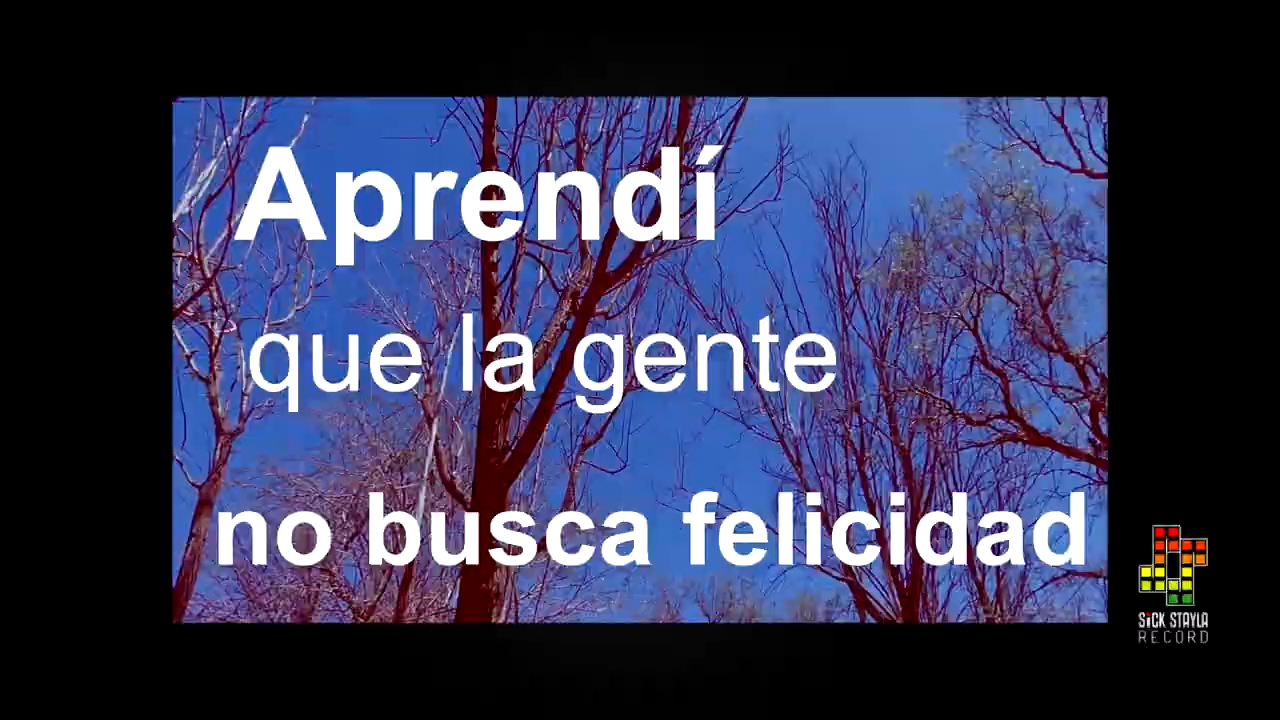 Aprendí
que la gente
no busca felicidad
SICK STAYLA
RECORD